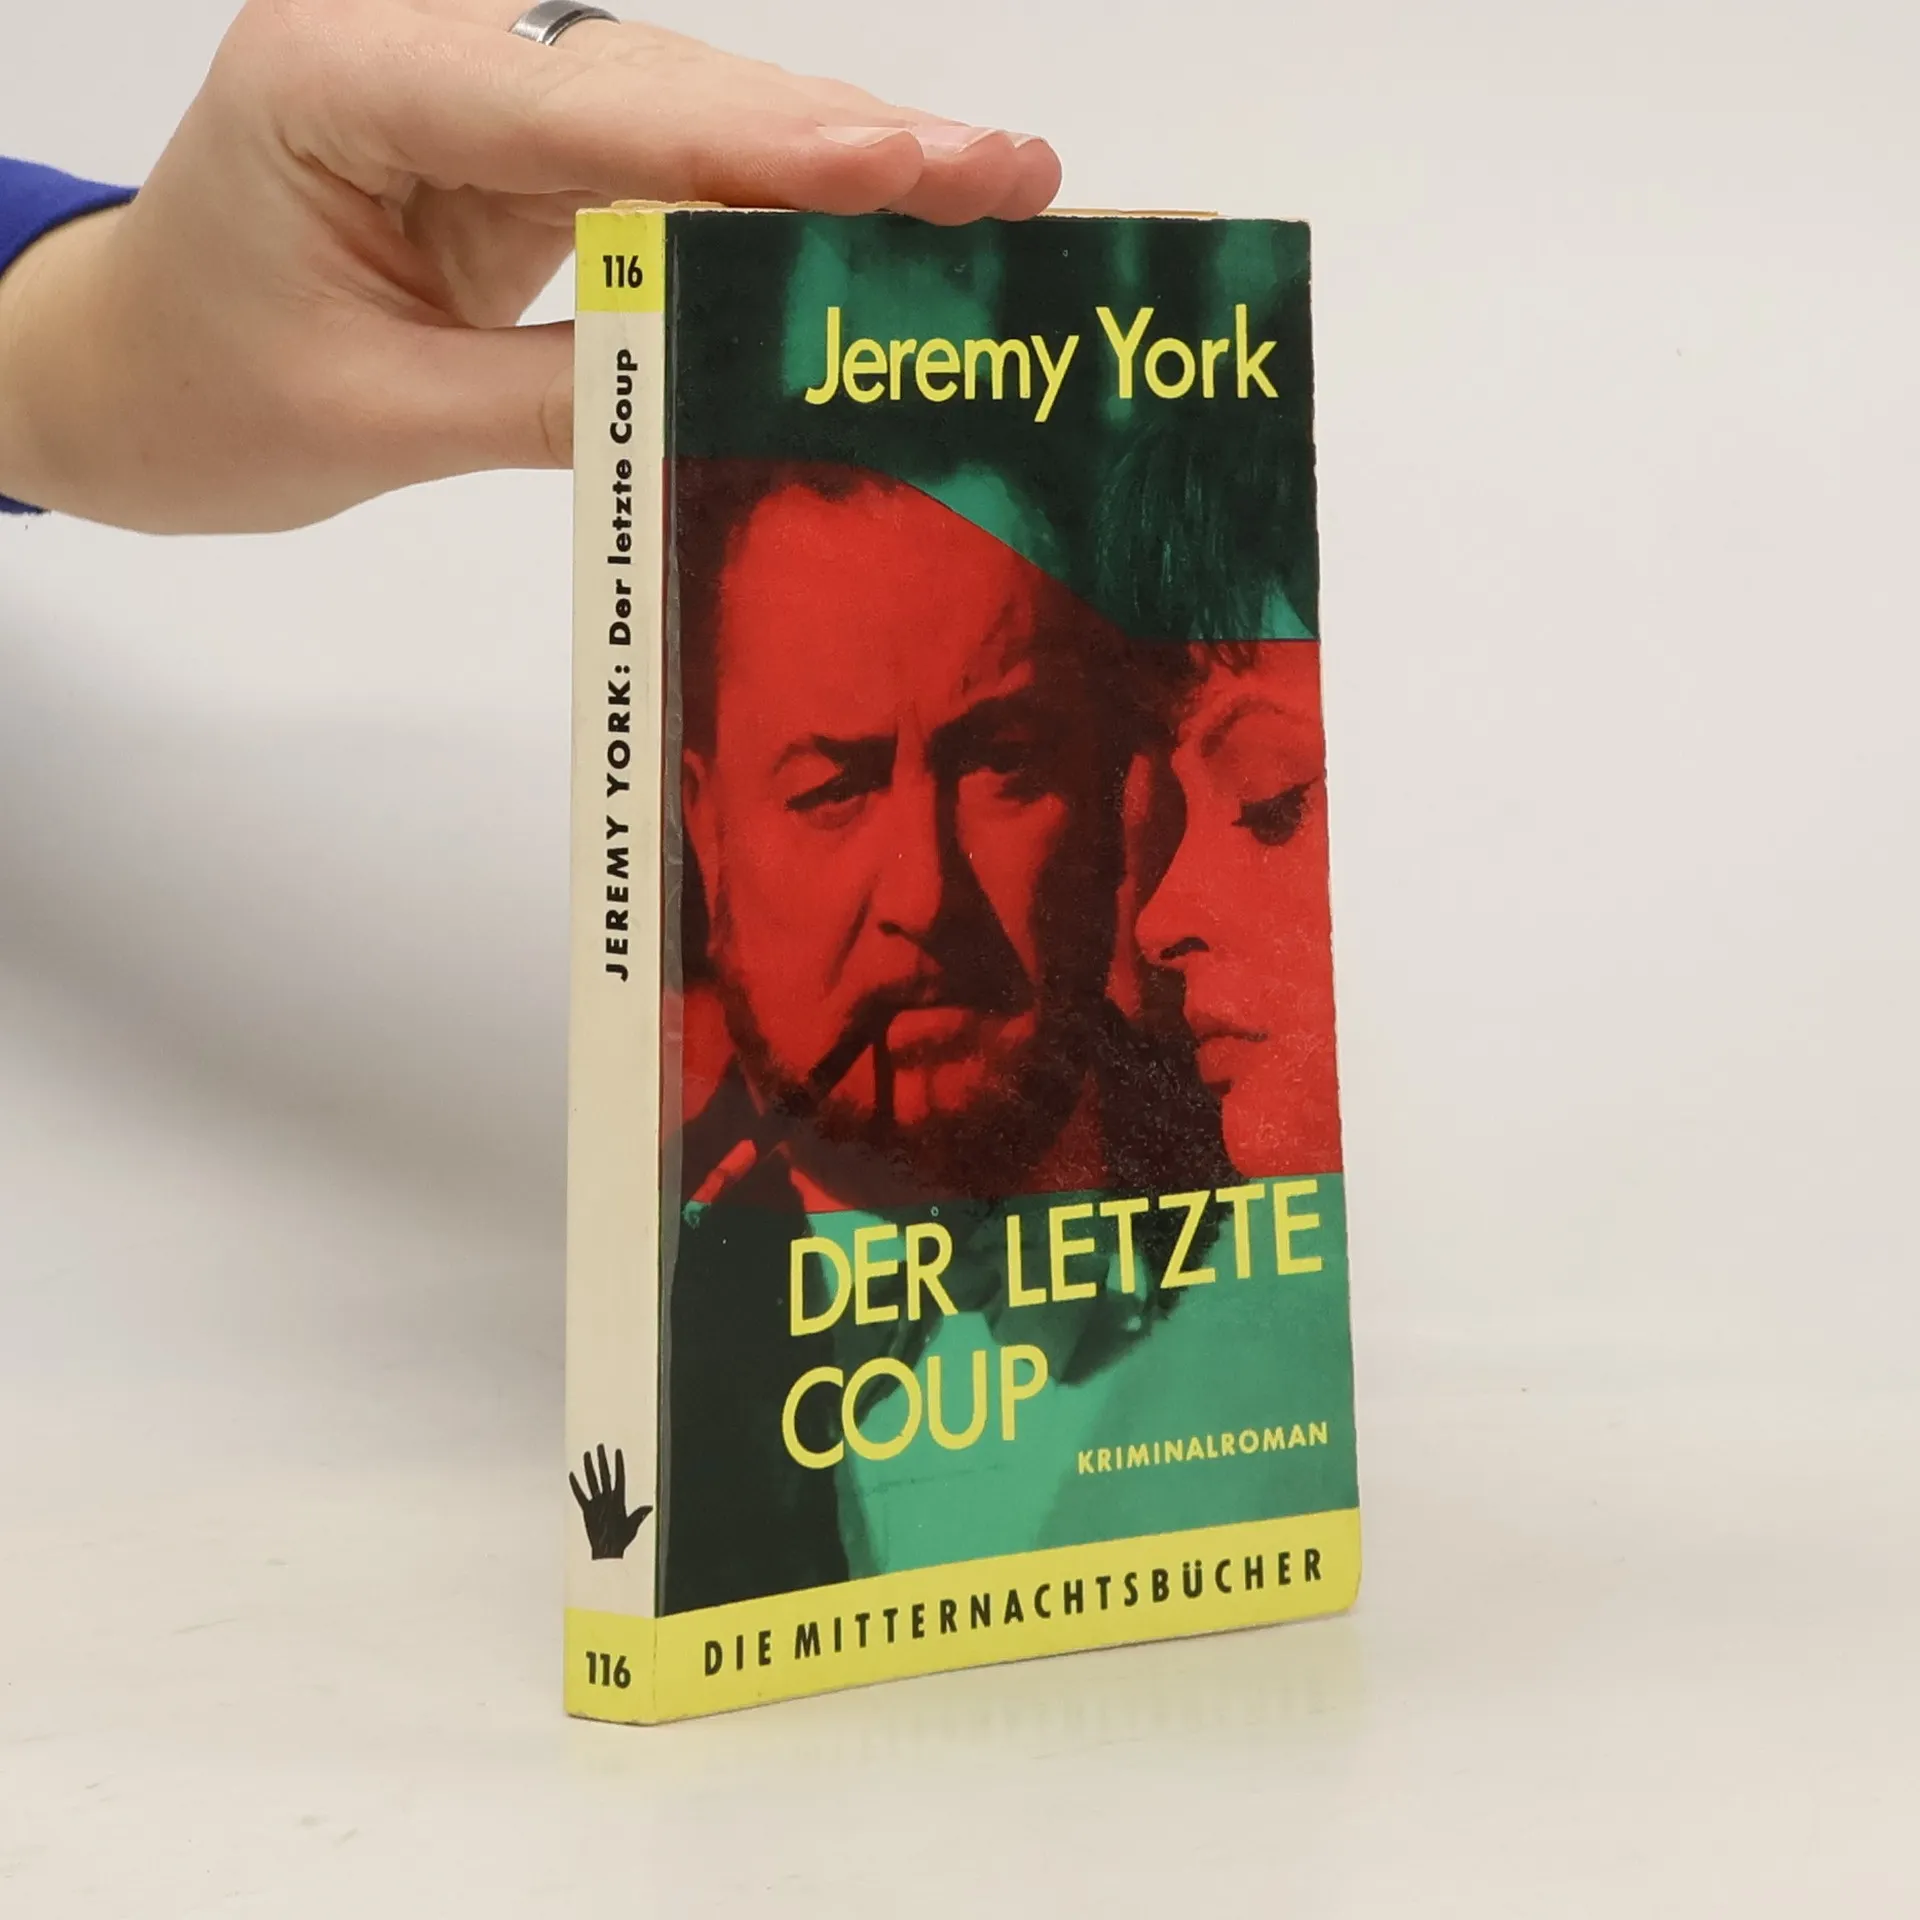 116
JEREMY YORK: Der letzte Coup
116
Jeremy York
DER LETZTE
COUP
KRIMINALROMAN
DIE MITTERNACHTSBÜCHER